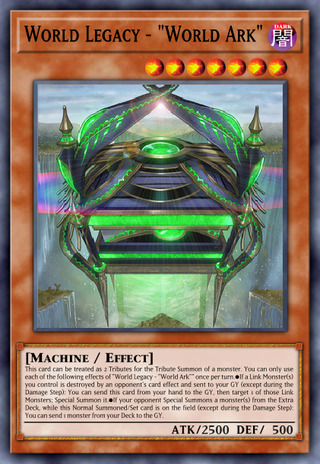 World Legacy - "World Ark"
DARK
闇
[Machine / Effect]
This card can be treated as 2 Tributes for the Tribute Summon of a monster. You can only use
each of the following effects of "World Legacy - "World Ark"" once per turn.●If a Link Monster(s)
you control is destroyed by an opponent's card effect and sent to your GY (except during the
Damage Step): You can send this card from your hand to the GY, then target 1 of those Link
Monsters; Special Summon it.●If your opponent Special Summons a monster(s) from the Extra
Deck, while this Normal Summoned/Set card is on the field (except during the Damage Step):
You can send 1 monster from your Deck to the GY.
ATK/2500 DEF/ 500